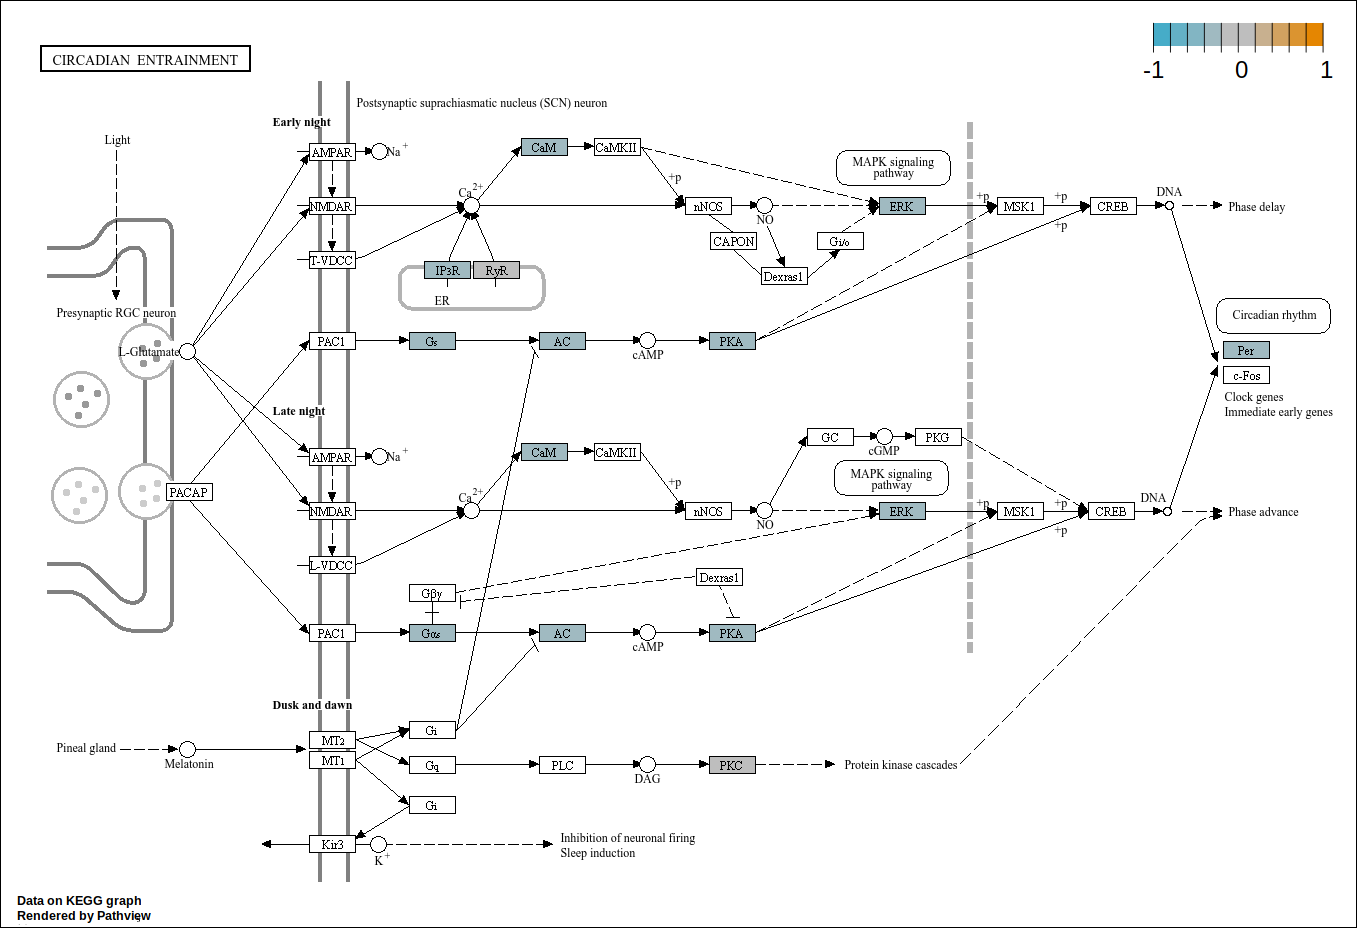 CIRCADIAN ENTRAINMENT
-1 0 1
Postsynaptic suprachiasmatic nucleus (SCN) neuron
Early night
Light
AMPAR
Na+
CaM
CaMKII
MAPK signaling
pathway
+p
Ca2+
NMDAR
nNOS
NO
ERK
+p
MSK1
+p
CREB
DNA
Phase delay
+p
CAPON
Gi/o
T-VDCC
IP3R
RyR
Dexras1
ER
Presynaptic RGC neuron
L-Glutamate
PAC1
Gs
AC
cAMP
PKA
Circadian rhythm
Per
c-Fos
Clock genes
Immediate early genes
Late night
AMPAR
Na+
CaM
CaMKII
GC
cGMP
PKG
MAPK signaling
pathway
+p
PACAP
Ca2+
NMDAR
nNOS
NO
ERK
+p
MSK1
+p
CREB
DNA
Phase advance
+p
L-VDCC
Dexras1
Gβγ
PAC1
Gαs
AC
cAMP
PKA
Dusk and dawn
Gi
MT2
Pineal gland
Melatonin
MT1
Gq
PLC
DAG
PKC
Protein kinase cascades
Gi
Kir3
K+
Inhibition of neuronal firing
Sleep induction
Data on KEGG graph
Rendered by Pathview